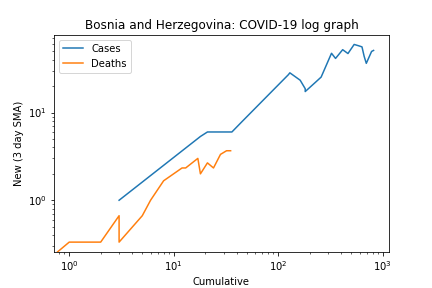 Bosnia and Herzegovina: COVID-19 log graph
Cases
Deaths
New (3 day SMA)
10¹
10⁰
10⁰ 10¹ 10² 10³
Cumulative